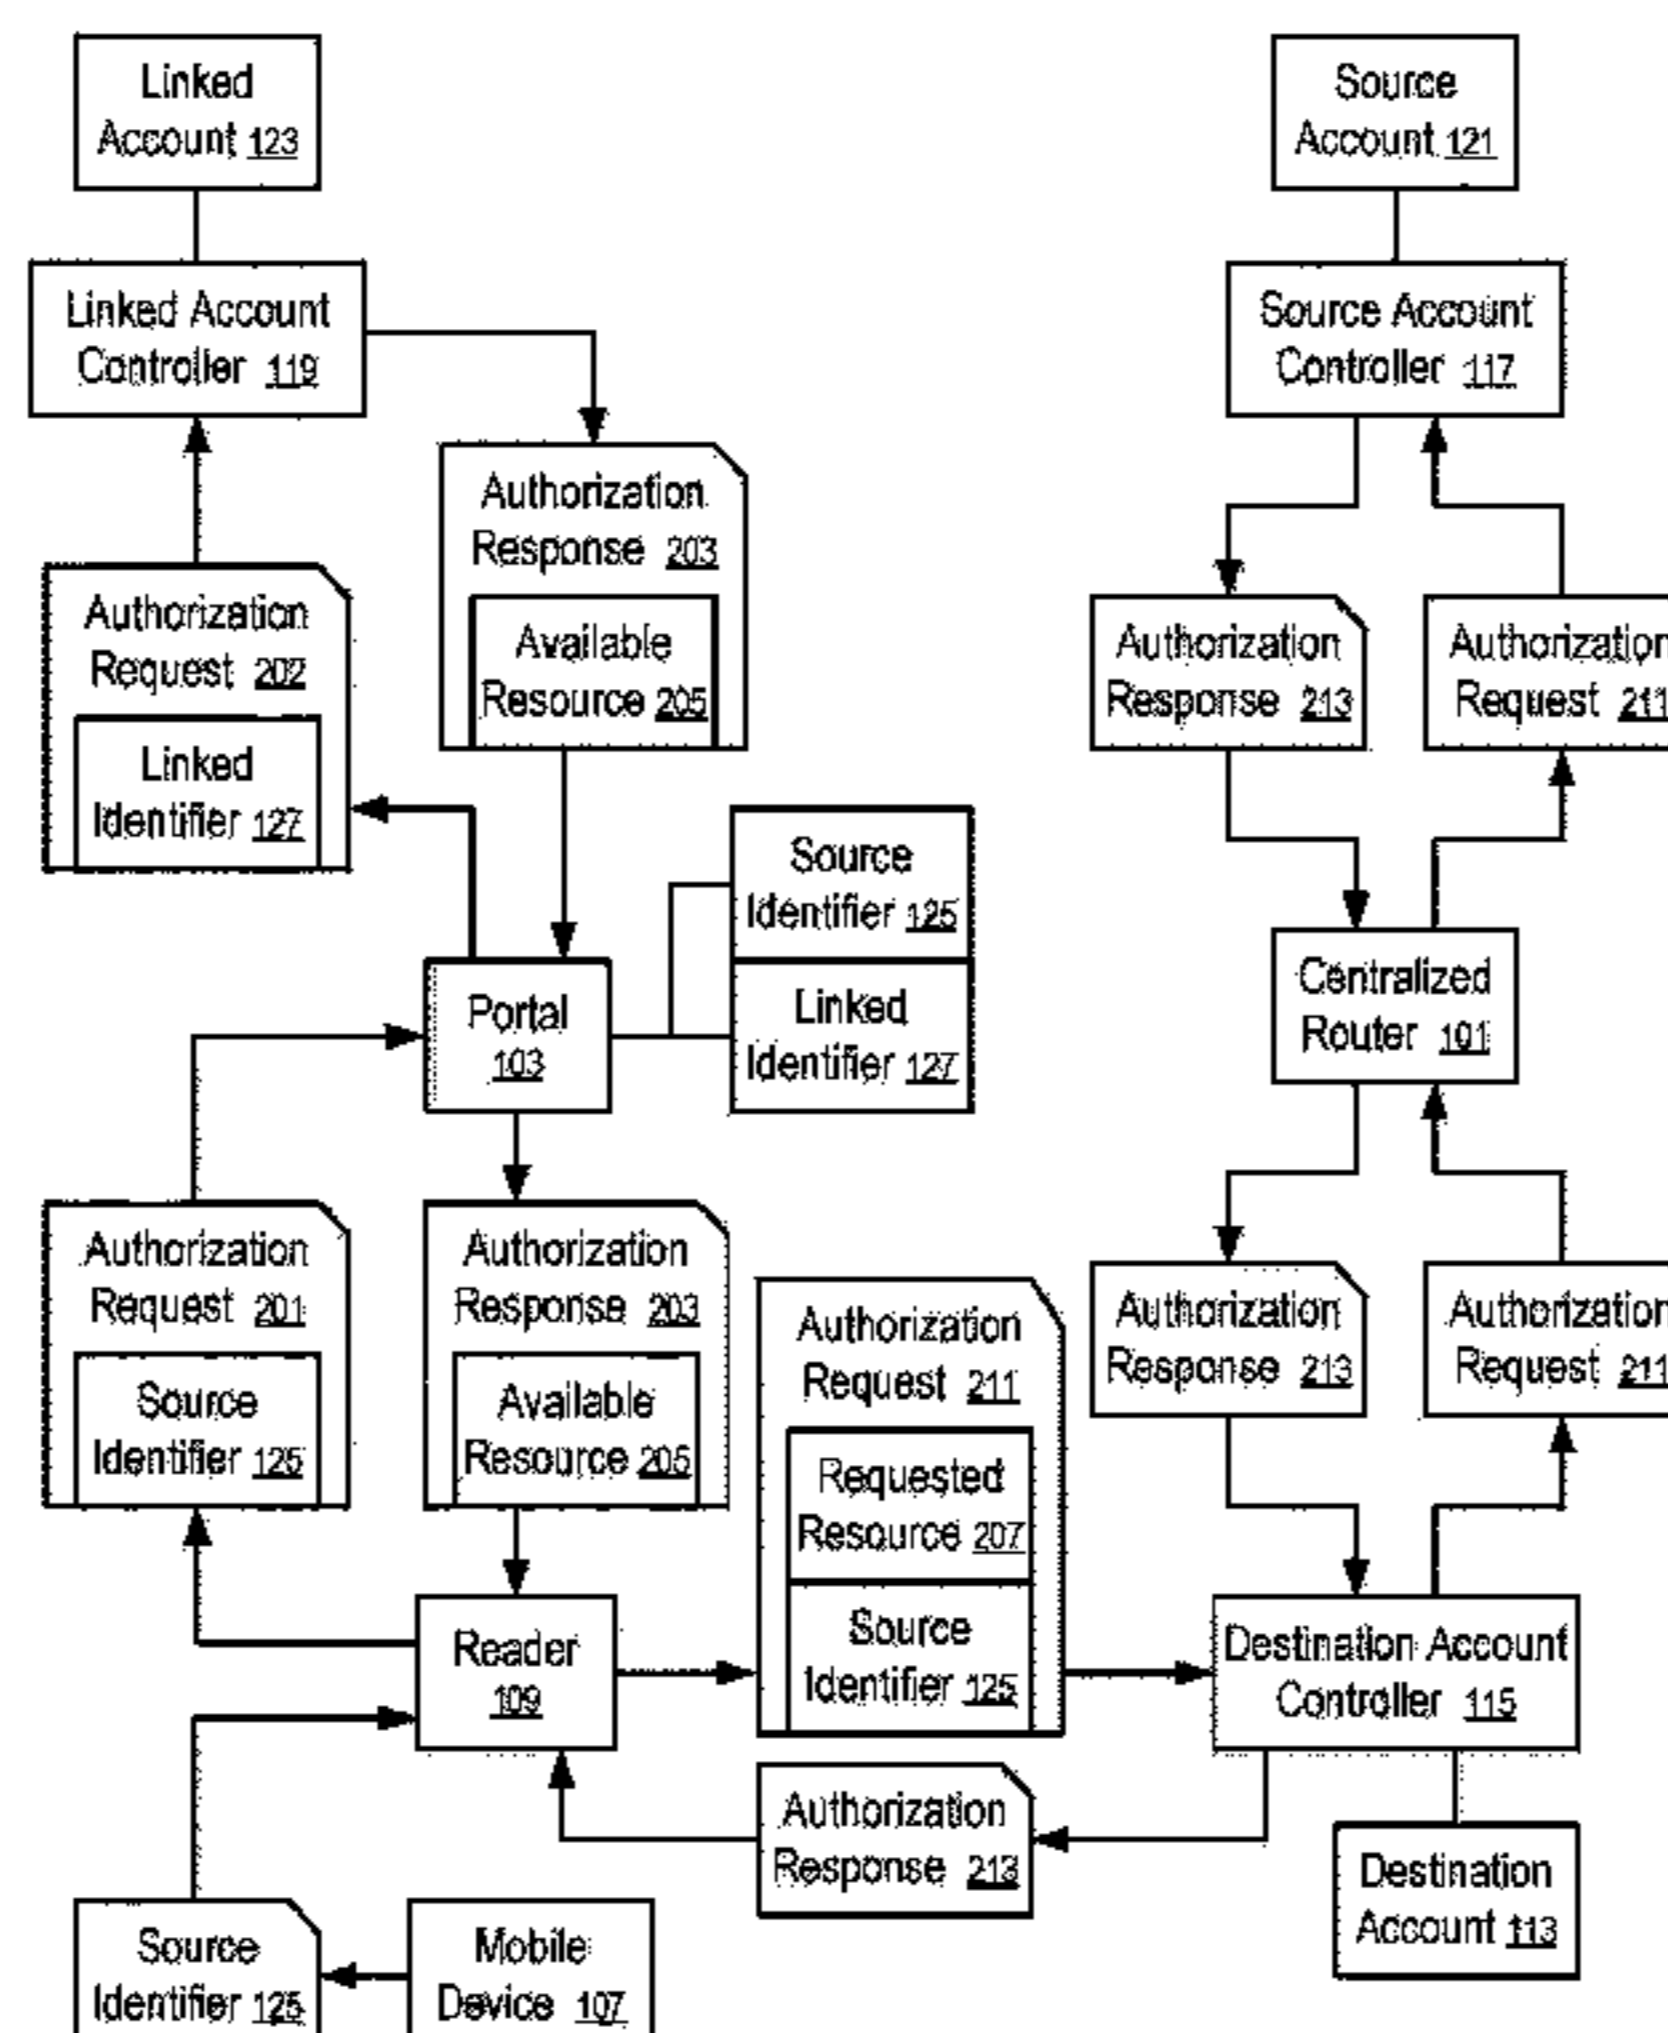 Linked
Account 123
Source
Account 121
Linked Account
Controller 119
Source Account
Controller 117
Authorization
Response 203
Available
Resource 205
Authorization
Request 202
Linked
Identifier 127
Authorization
Response 213
Authorization
Request 211
Source
Identifier 125
Linked
Identifier 127
Portal
103
Centralized
Router 101
Authorization
Request 201
Source
Identifier 125
Authorization
Response 203
Available
Resource 205
Authorization
Request 211
Requested
Resource 207
Source
Identifier 125
Authorization
Response 213
Authorization
Request 211
Reader
109
Destination Account
Controller 115
Authorization
Response 213
Destination
Account 113
Source
Identifier 125
Mobile
Device 107